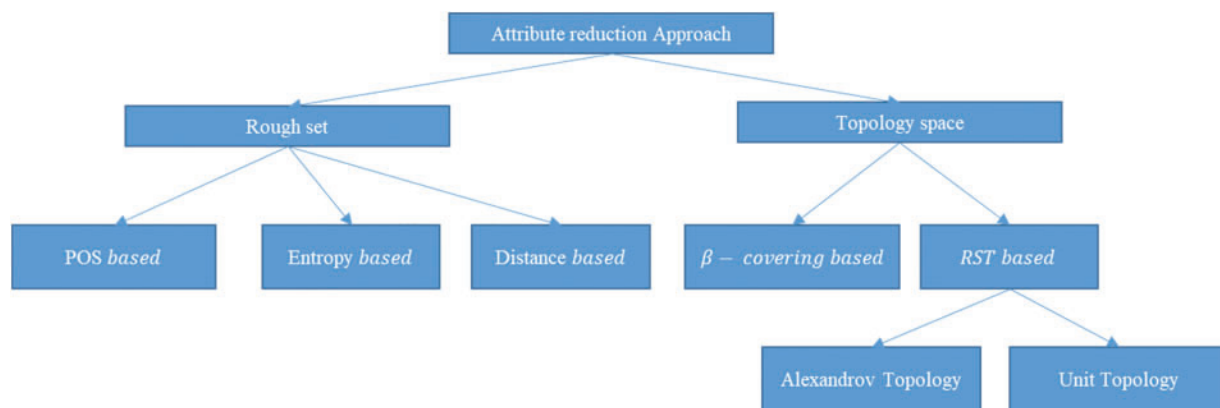 Attribute reduction Approach
Rough set
Topology space
POS based
Entropy based
Distance based
β − covering based
RST based
Alexandrov Topology
Unit Topology